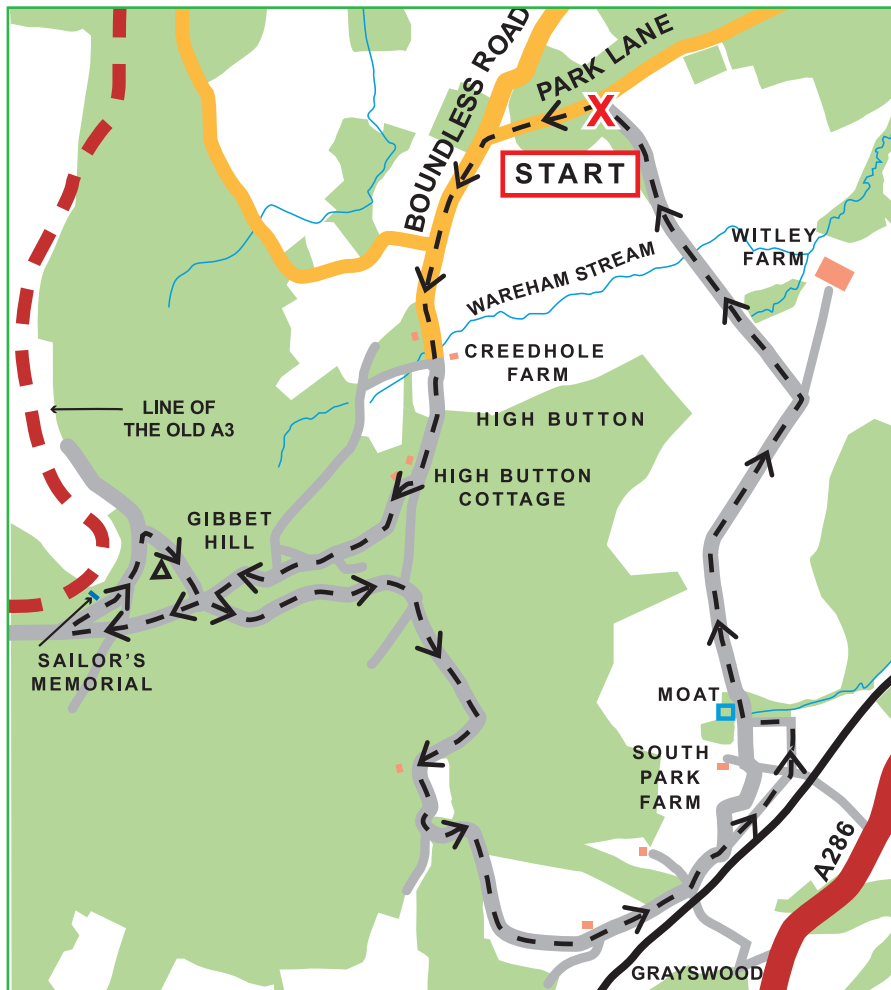 BOUNDLESS ROAD
PARK LANE
X
START
WITLEY
FARM
WAREHAM STREAM
CREEDHOLE
FARM
LINE OF
THE OLD A3
HIGH BUTTON
HIGH BUTTON
COTTAGE
GIBBET
HILL
SAILOR'S
MEMORIAL
MOAT
SOUTH
PARK
FARM
A286
GRAYSWOOD